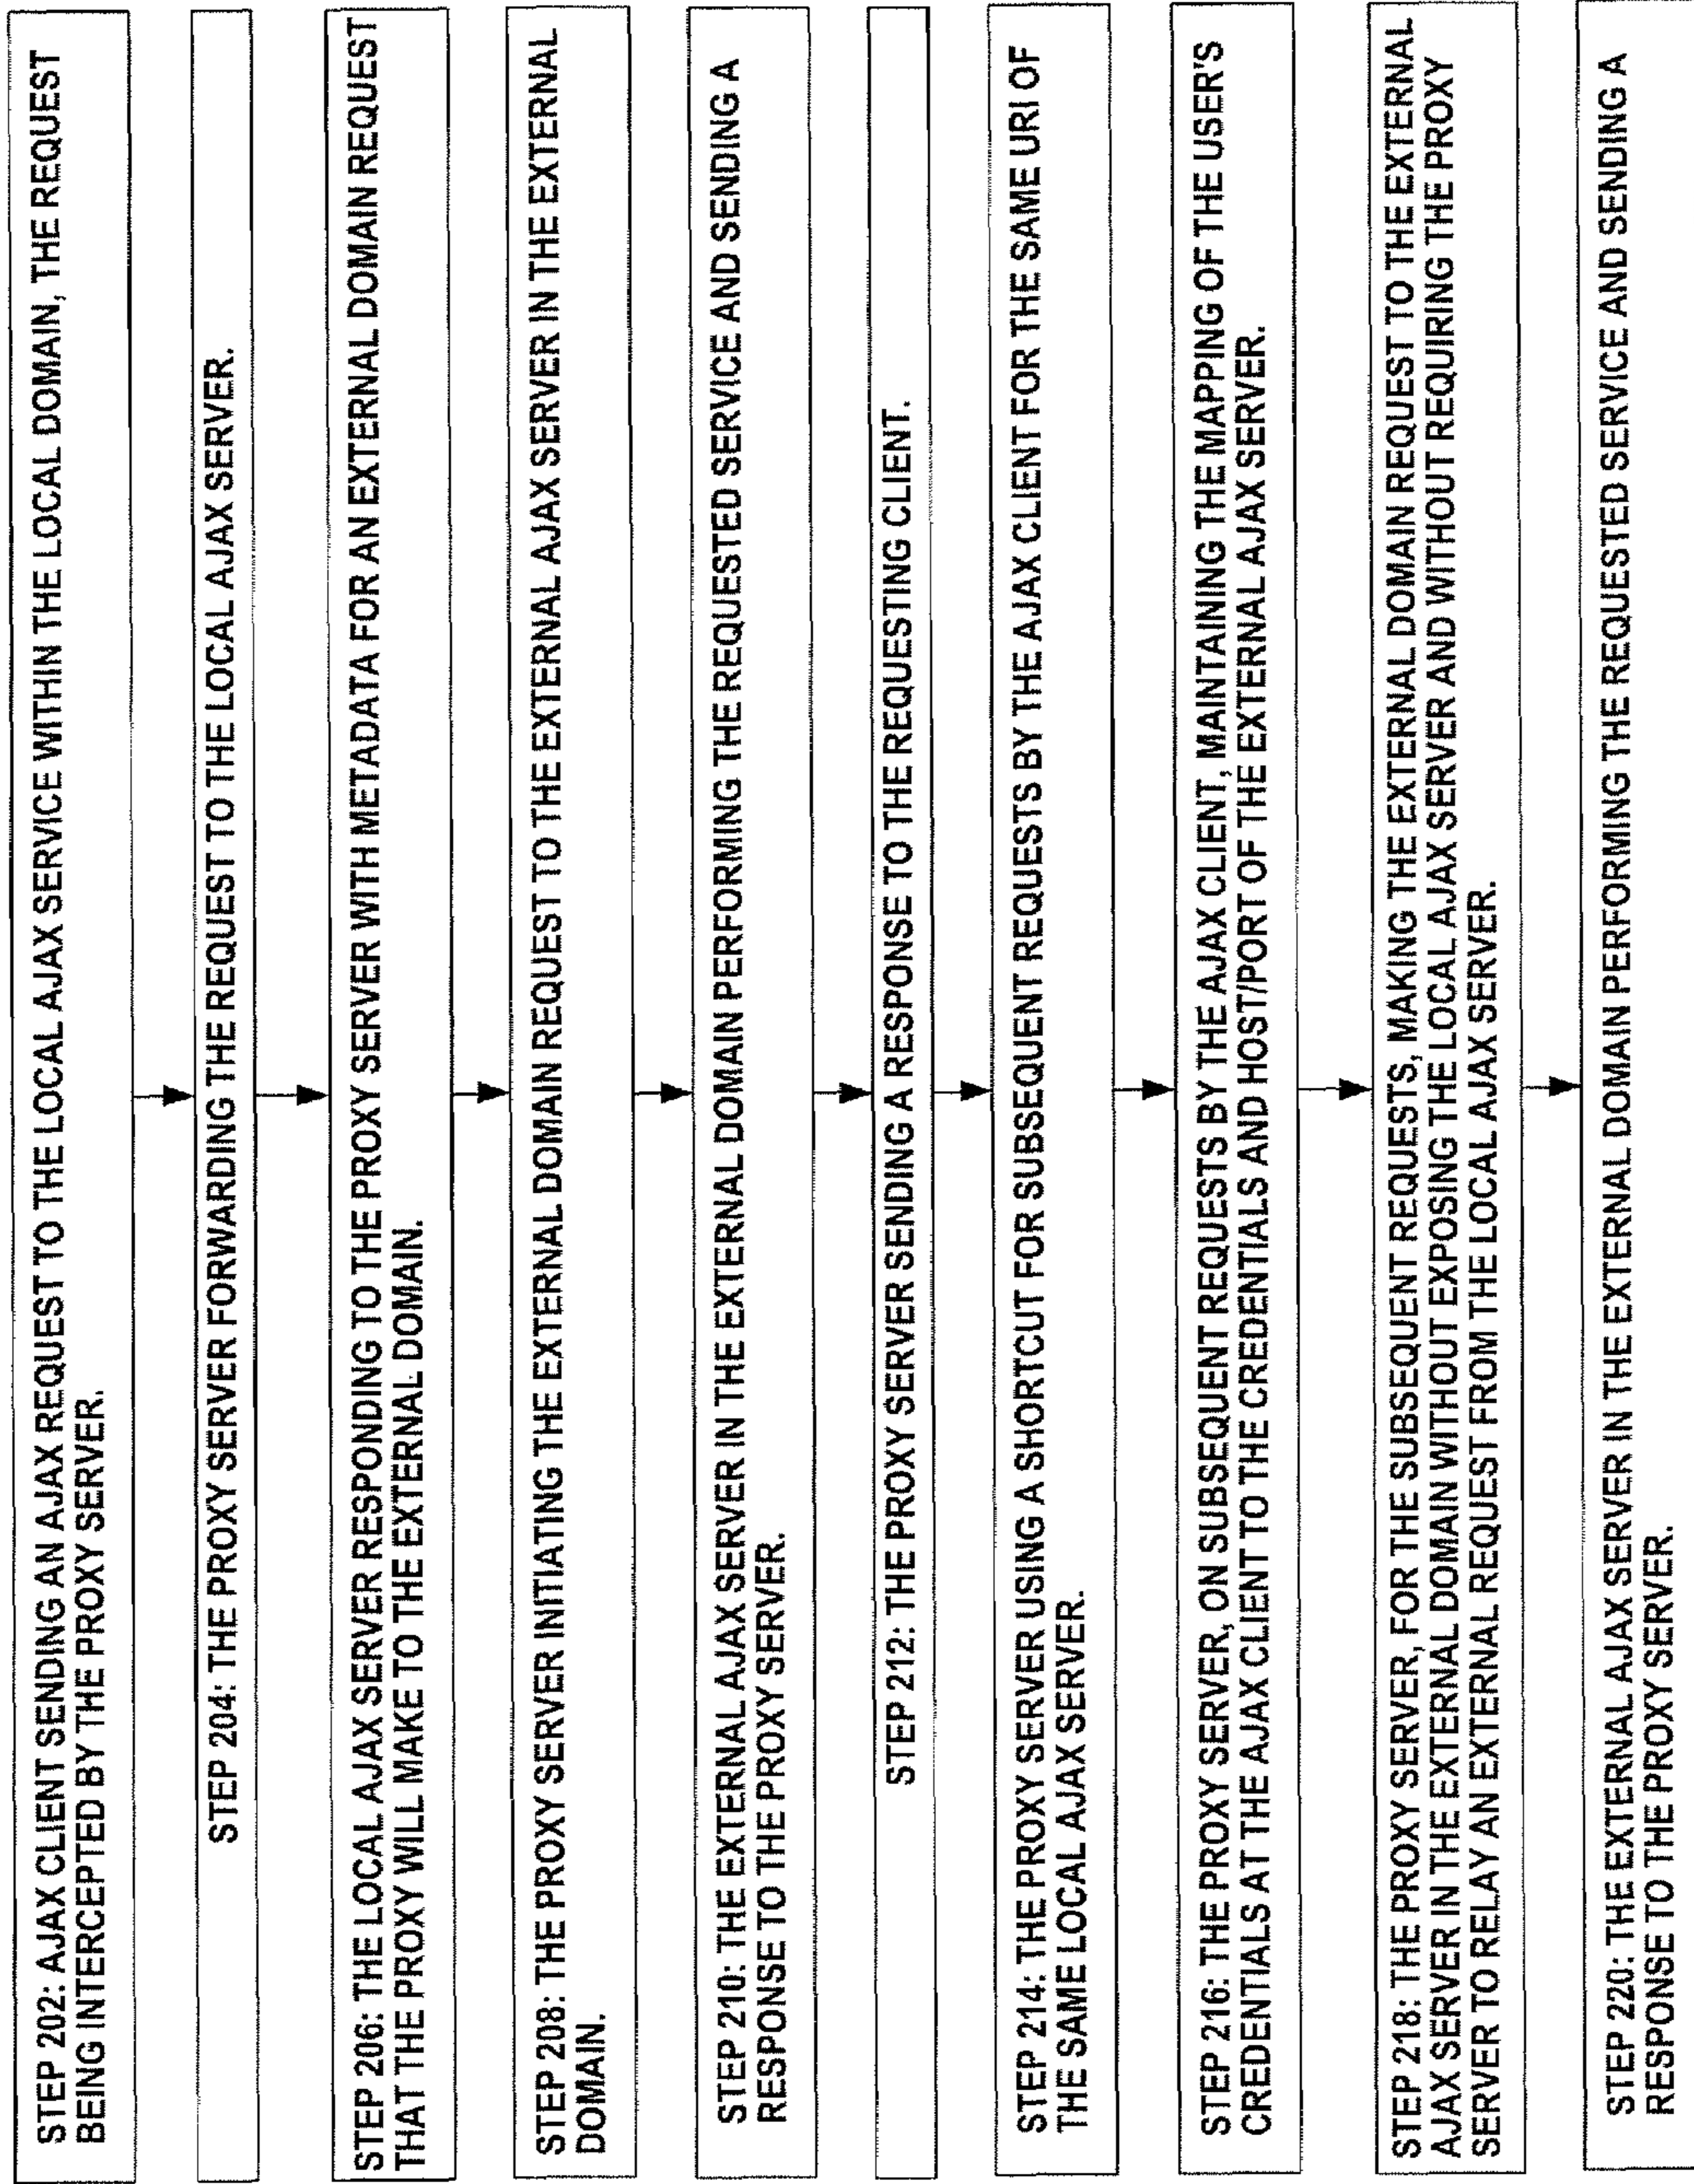 STEP 202: AJAX CLIENT SENDING AN AJAX REQUEST TO THE LOCAL AJAX SERVICE WITHIN THE LOCAL DOMAIN, THE REQUEST
BEING INTERCEPTED BY THE PROXY SERVER.
STEP 204: THE PROXY SERVER FORWARDING THE REQUEST TO THE LOCAL AJAX SERVER.
STEP 206: THE LOCAL AJAX SERVER RESPONDING TO THE PROXY SERVER WITH METADATA FOR AN EXTERNAL DOMAIN REQUEST
THAT THE PROXY WILL MAKE TO THE EXTERNAL DOMAIN.
STEP 208: THE PROXY SERVER INITIATING THE EXTERNAL DOMAIN REQUEST TO THE EXTERNAL AJAX SERVER IN THE EXTERNAL
DOMAIN.
STEP 210: THE EXTERNAL AJAX SERVER IN THE EXTERNAL DOMAIN PERFORMING THE REQUESTED SERVICE AND SENDING A
RESPONSE TO THE PROXY SERVER.
STEP 212: THE PROXY SERVER SENDING A RESPONSE TO THE REQUESTING CLIENT.
STEP 214: THE PROXY SERVER USING A SHORTCUT FOR SUBSEQUENT REQUESTS BY THE AJAX CLIENT FOR THE SAME URI OF
THE SAME LOCAL AJAX SERVER.
STEP 216: THE PROXY SERVER, ON SUBSEQUENT REQUESTS BY THE AJAX CLIENT, MAINTAINING THE MAPPING OF THE USER'S
CREDENTIALS AT THE AJAX CLIENT TO THE CREDENTIALS AND HOST/PORT OF THE EXTERNAL AJAX SERVER.
STEP 218: THE PROXY SERVER, FOR THE SUBSEQUENT REQUESTS, MAKING THE EXTERNAL DOMAIN REQUEST TO THE EXTERNAL
AJAX SERVER IN THE EXTERNAL DOMAIN WITHOUT EXPOSING THE LOCAL AJAX SERVER AND WITHOUT REQUIRING THE PROXY
SERVER TO RELAY AN EXTERNAL REQUEST FROM THE LOCAL AJAX SERVER.
STEP 220: THE EXTERNAL AJAX SERVER IN THE EXTERNAL DOMAIN PERFORMING THE REQUESTED SERVICE AND SENDING A
RESPONSE TO THE PROXY SERVER.